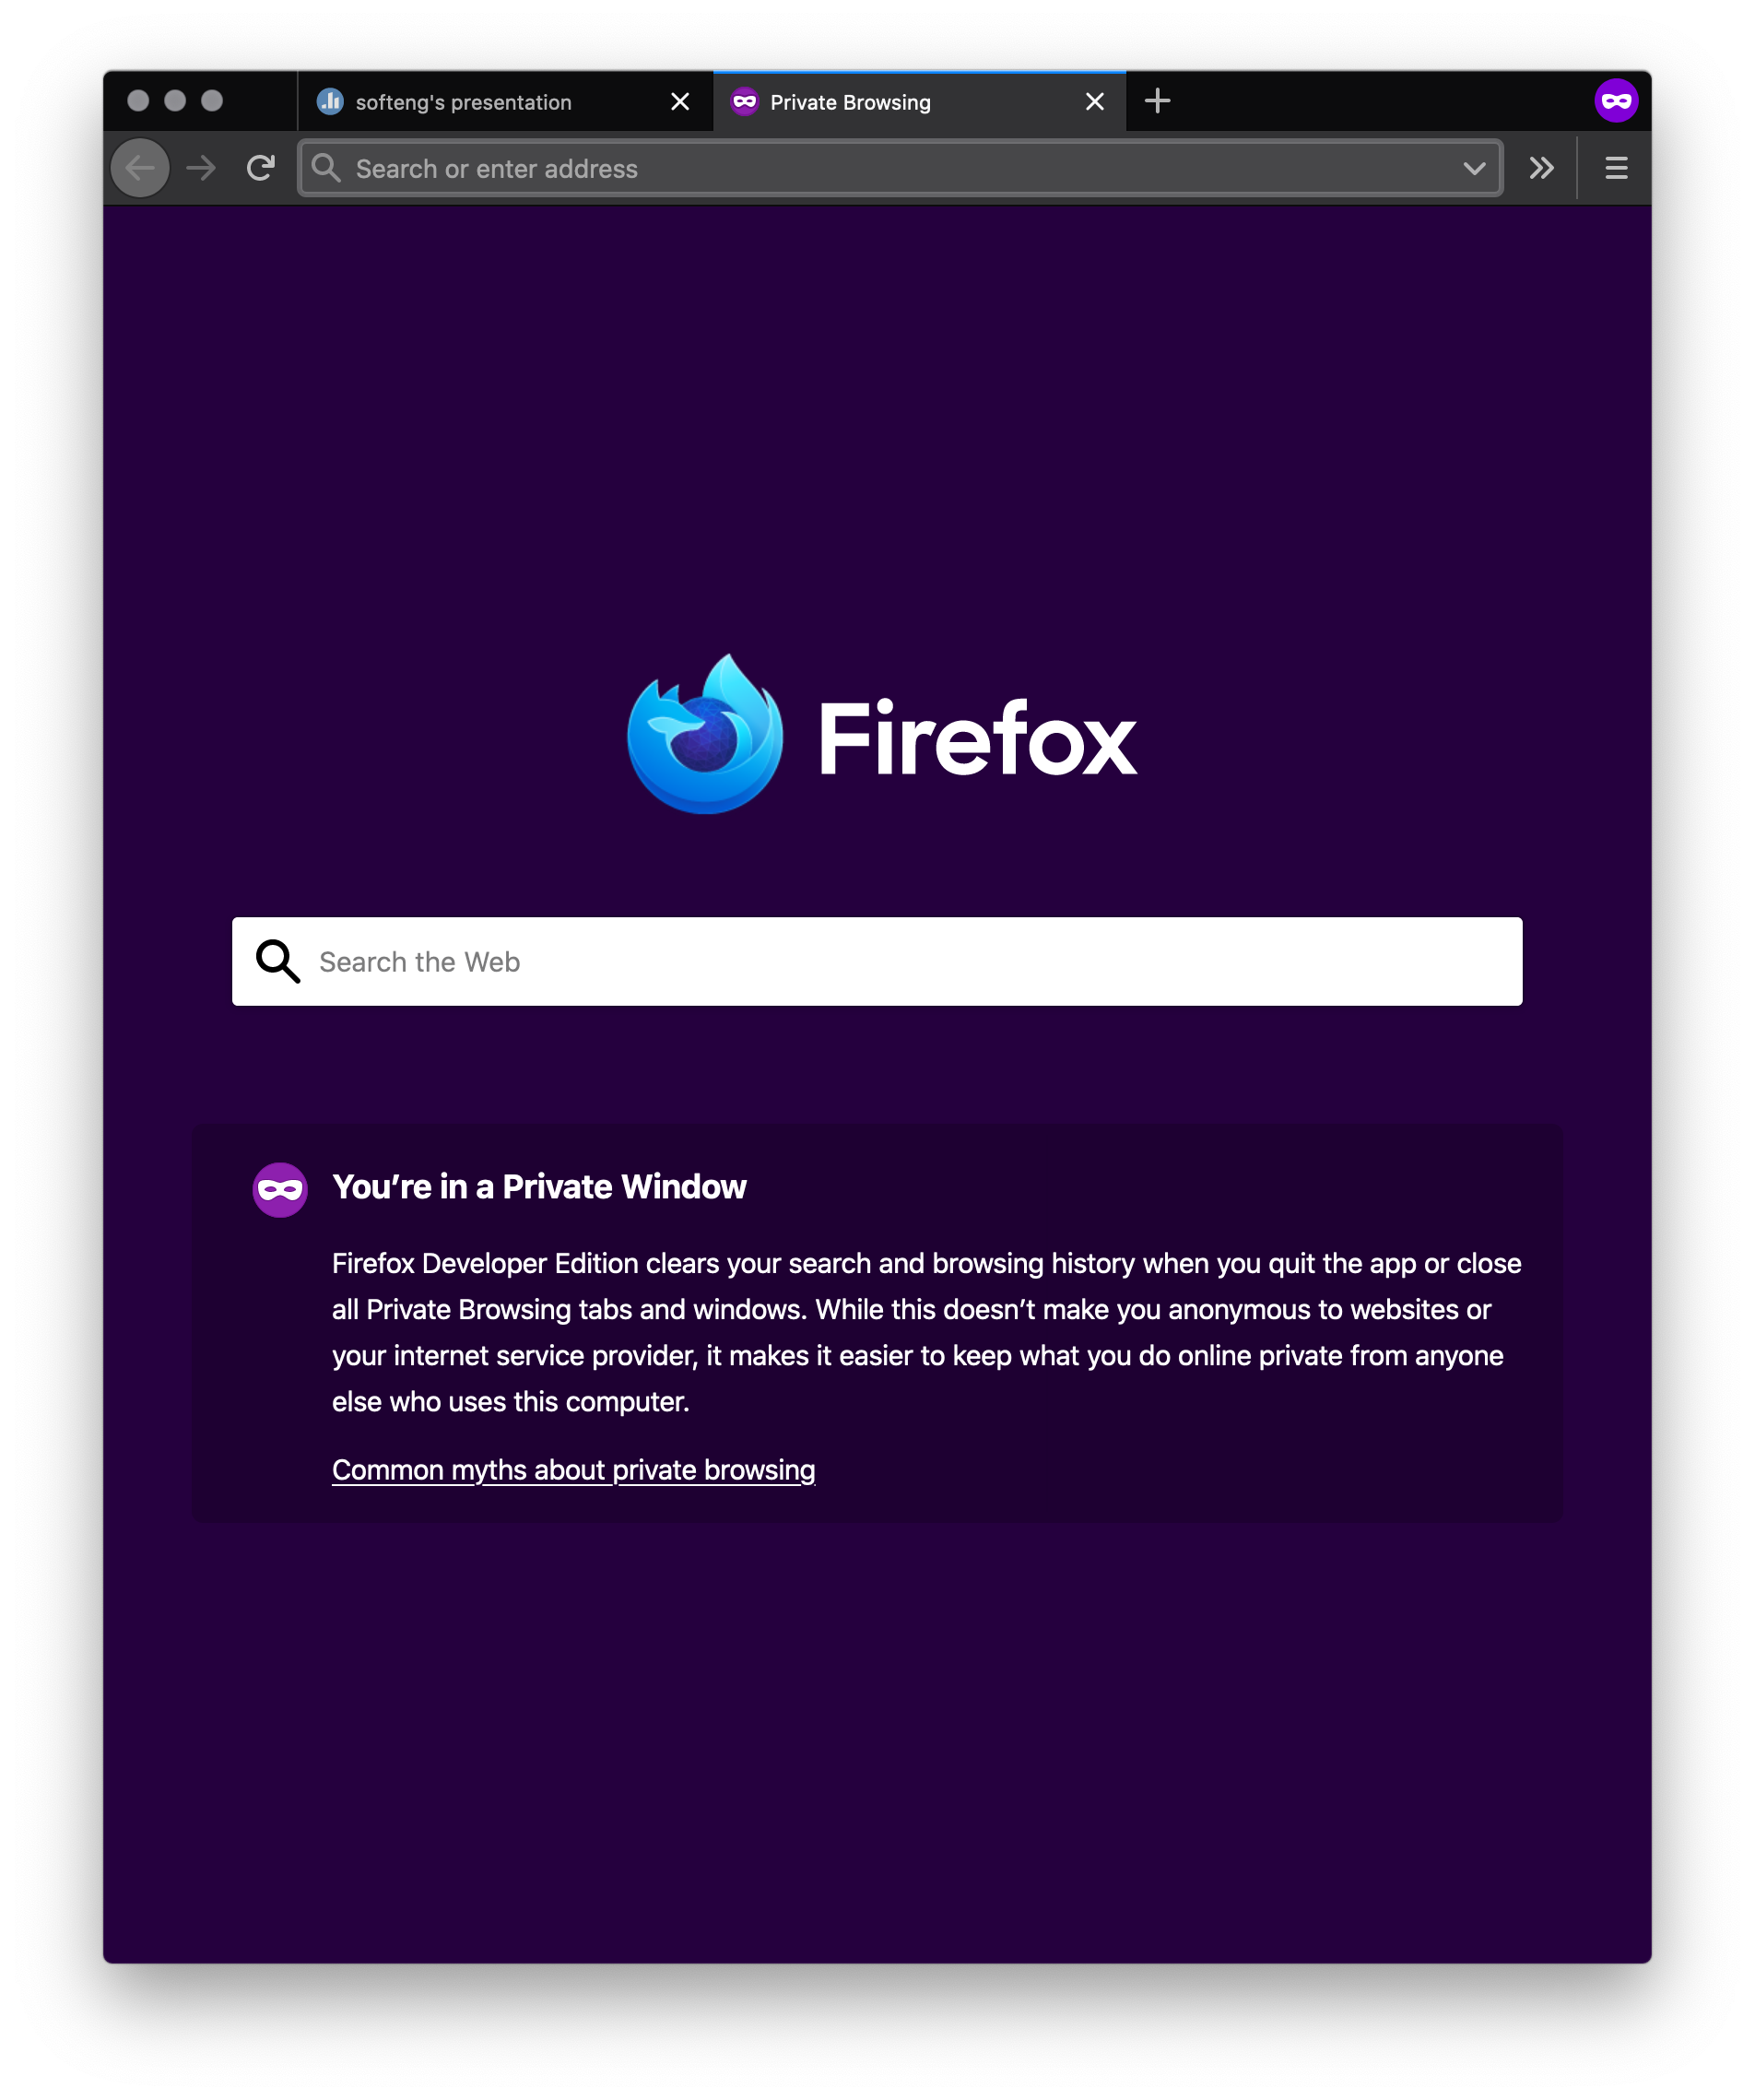 softeng's presentation
Private Browsing
Search or enter address
Firefox
Search the Web
You’re in a Private Window
Firefox Developer Edition clears your search and browsing history when you quit the app or close
all Private Browsing tabs and windows. While this doesn’t make you anonymous to websites or
your internet service provider, it makes it easier to keep what you do online private from anyone
else who uses this computer.
Common myths about private browsing